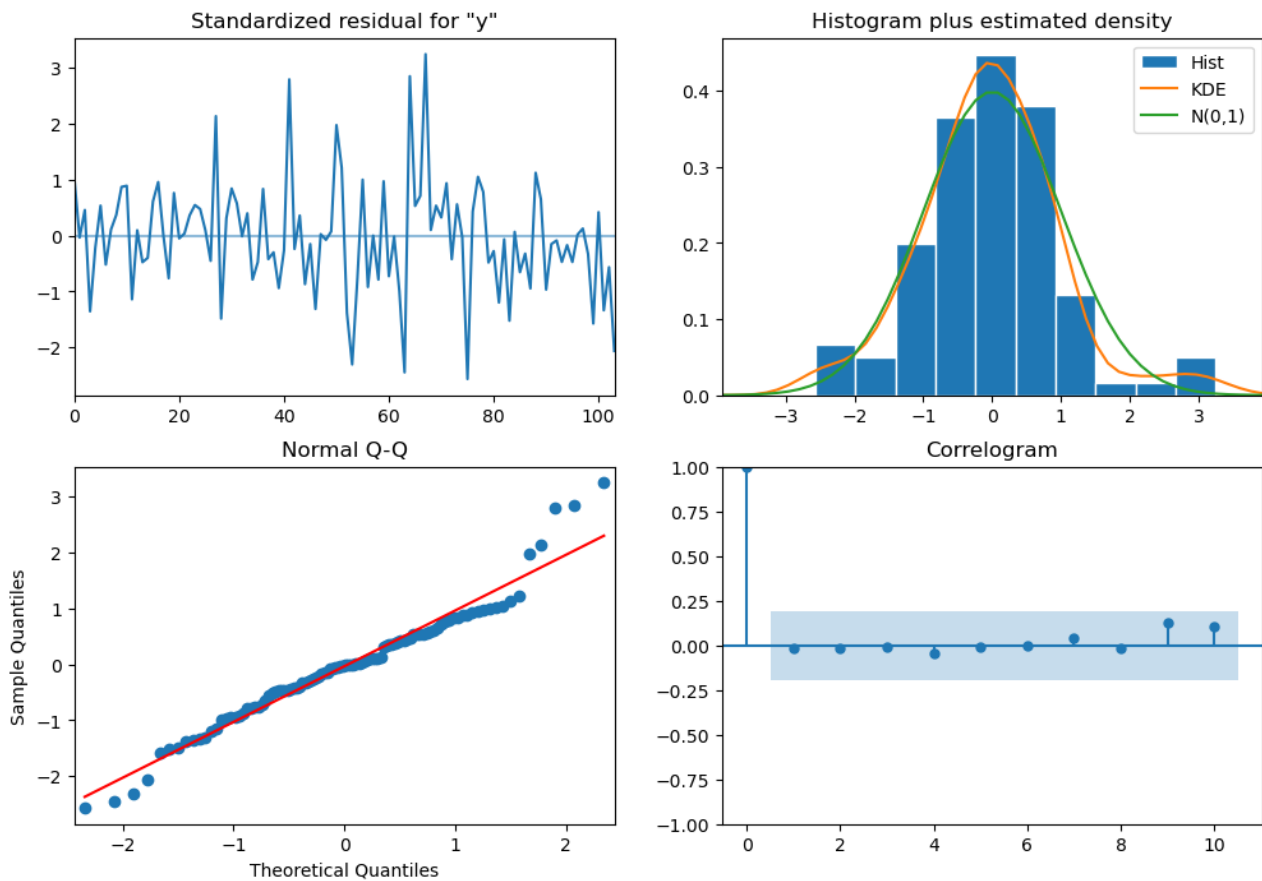 Standardized residual for "y"
3
2
1
0
−1
−2
0 20 40 60 80 100
Histogram plus estimated density
Hist
KDE
N(0,1)
0.4
0.3
0.2
0.1
0.0
−3 −2 −1 0 1 2 3
Normal Q-Q
Sample Quantiles
3
2
1
0
−1
−2
−2 −1 0 1 2
Theoretical Quantiles
Correlogram
1.00
0.75
0.50
0.25
0.00
−0.25
−0.50
−0.75
−1.00
0 2 4 6 8 10